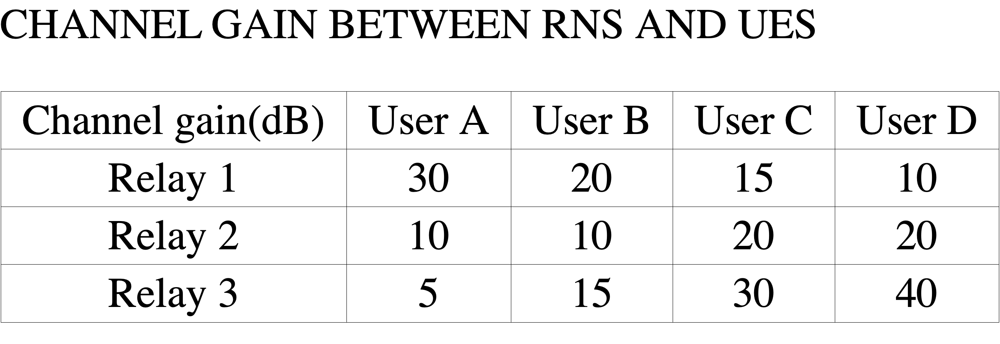 CHANNEL GAIN BETWEEN RNS AND UES
Channel gain(dB) User A User B User C User D
Relay 1 30 20 15 10
Relay 2 10 10 20 20
Relay 3 5 15 30 40